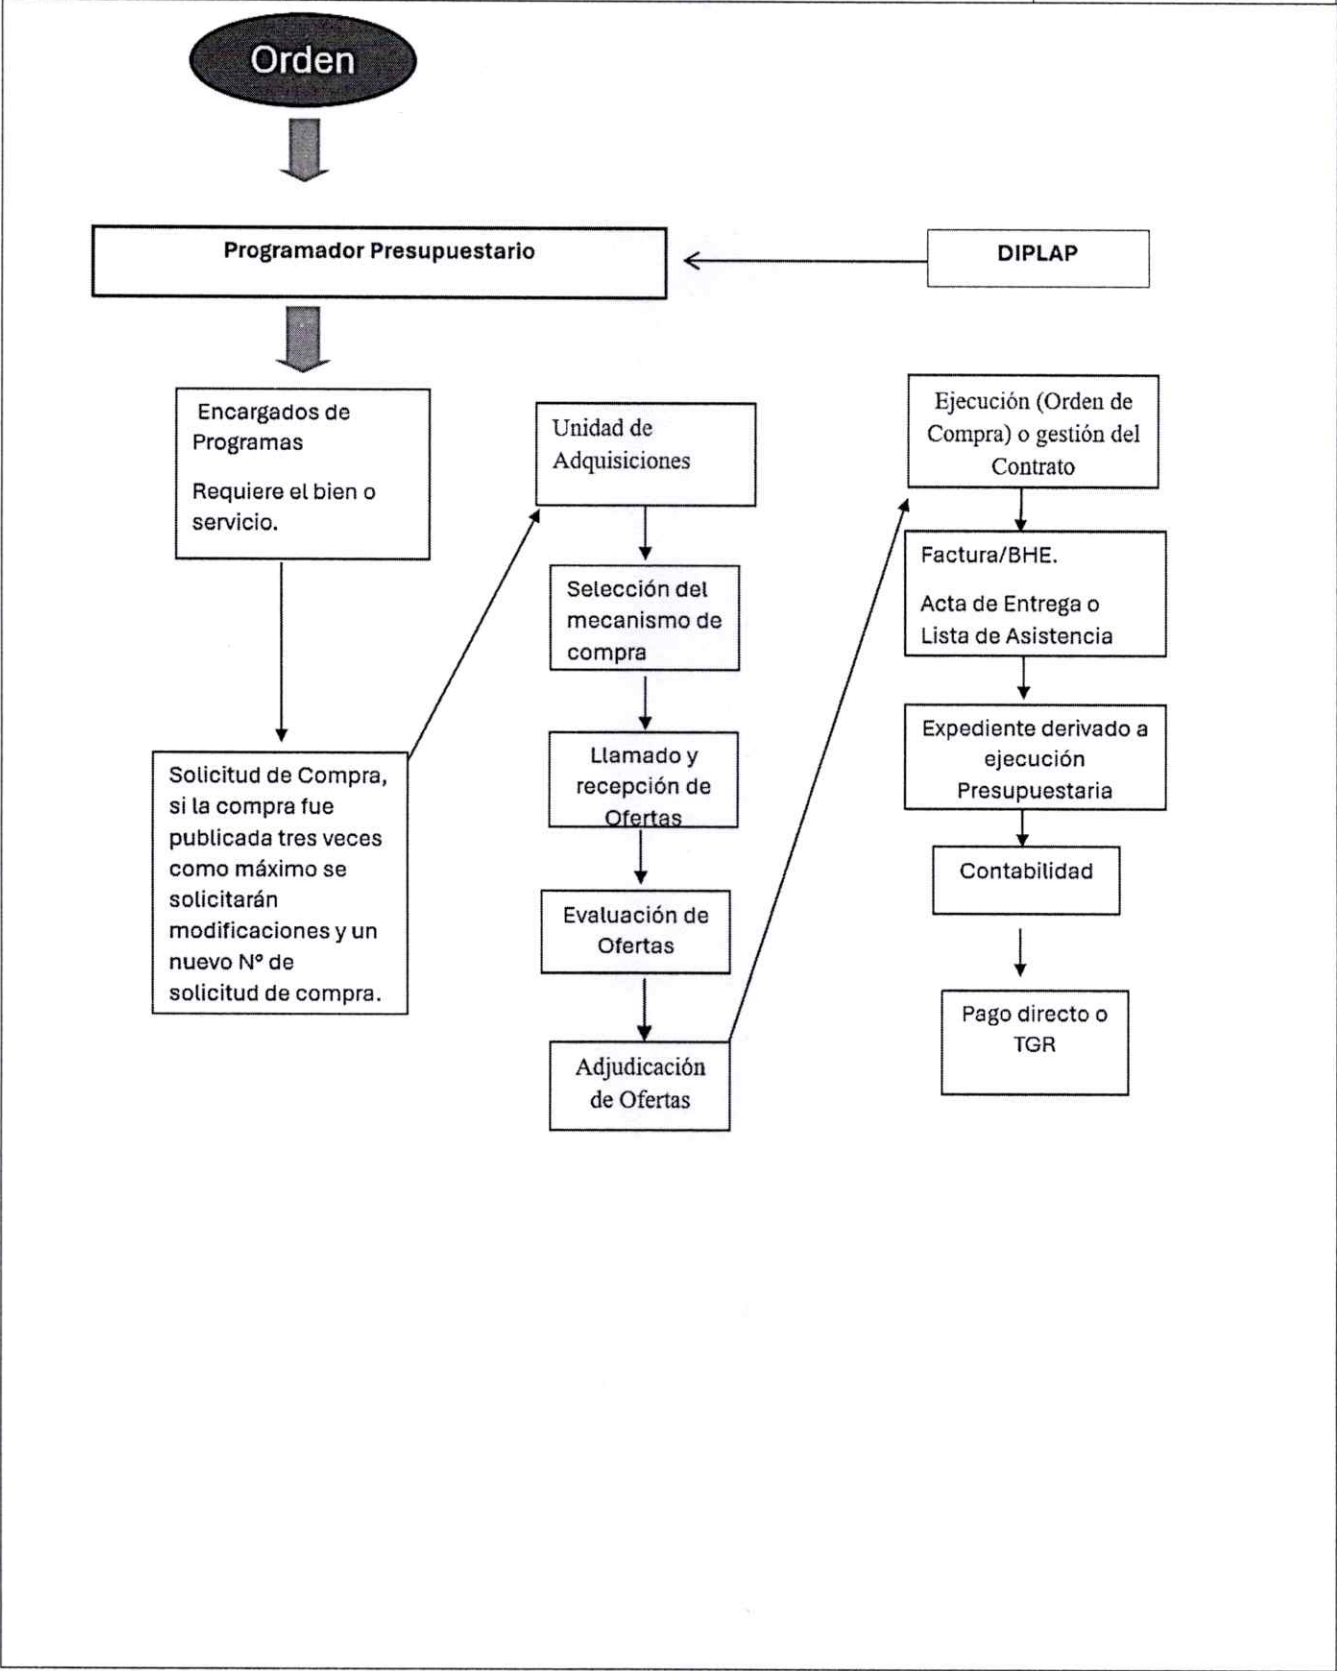 Orden
Programador Presupuestario
DIPLAP
Encargados de
Programas
Requiere el bien o
servicio.
Solicitud de Compra,
si la compra fue
publicada tres veces
como máximo se
solicitarán
modificaciones y un
nuevo N° de
solicitud de compra.
Unidad de
Adquisiciones
Selección del
mecanismo de
compra
Llamado y
recepción de
Ofertas
Evaluación de
Ofertas
Adjudicación
de Ofertas
Ejecución (Orden de
Compra) o gestión del
Contrato
Factura/BHE.
Acta de Entrega o
Lista de Asistencia
Expediente derivado a
ejecución
Presupuestaria
Contabilidad
Pago directo o
TGR